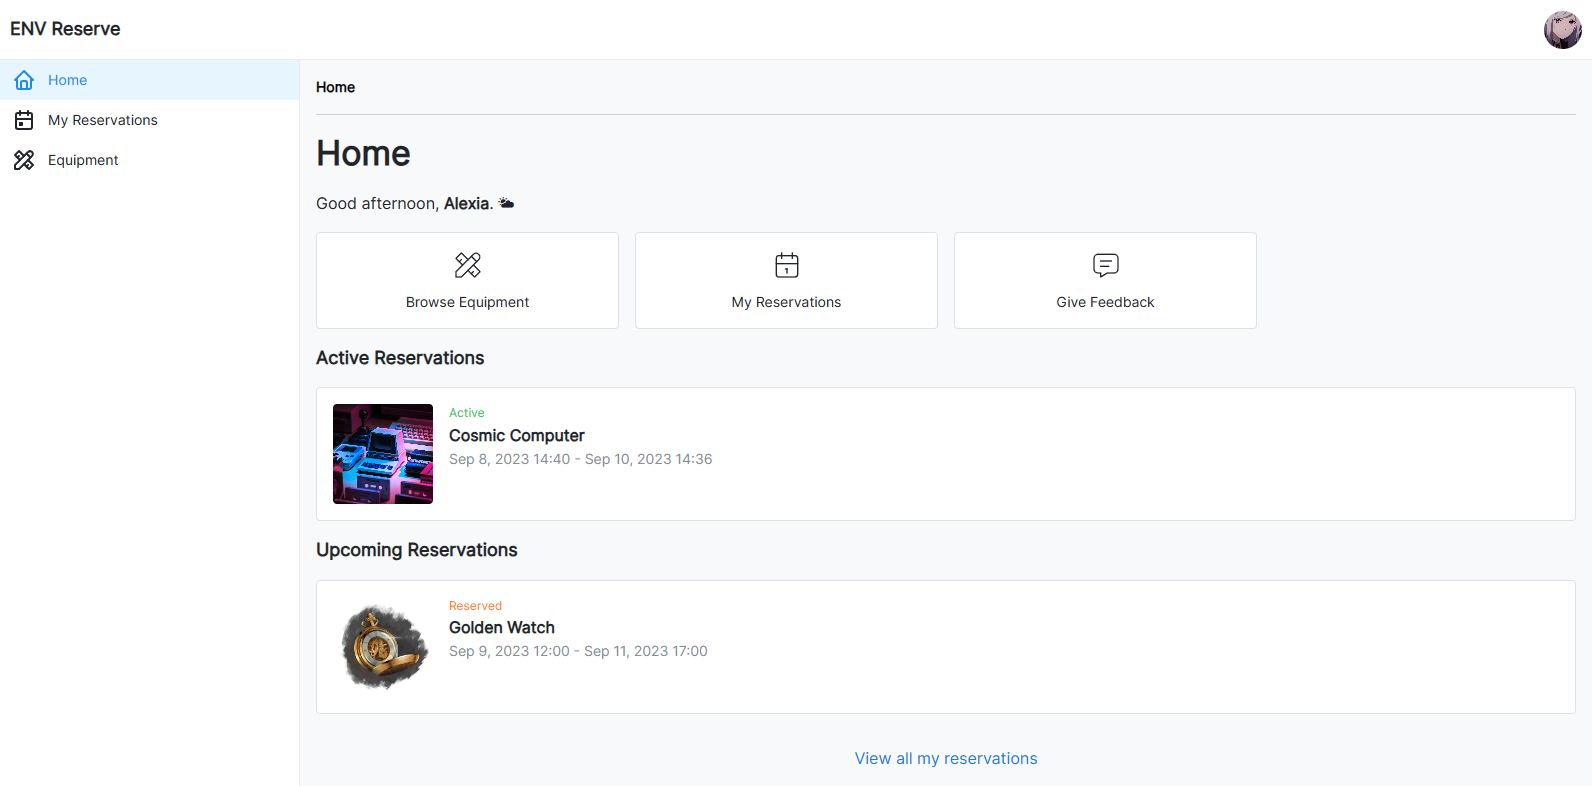 ENV Reserve
Home
My Reservations
Equipment
Home
Home
Good afternoon, Alexia. 🌥
Browse Equipment
My Reservations
1
Give Feedback
Active Reservations
Active
Cosmic Computer
Sep 8, 2023 14:40 - Sep 10, 2023 14:36
Upcoming Reservations
Reserved
Golden Watch
Sep 9, 2023 12:00 - Sep 11, 2023 17:00
View all my reservations